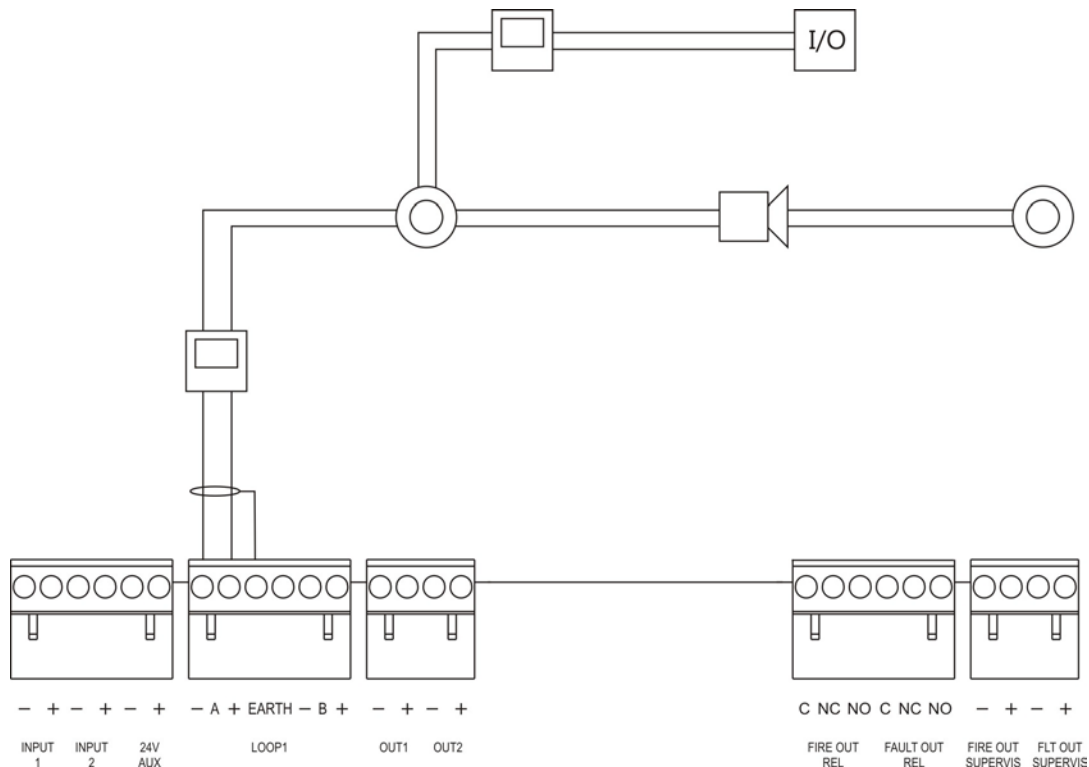 I/O
− + − + − + − A + EARTH − B + − + − + C NC NO C NC NO − + − +
INPUT 1 INPUT 2 24V AUX LOOP1 OUT1 OUT2 FIRE OUT REL FAULT OUT REL FIRE OUT SUPERVIS FLT OUT SUPERVIS